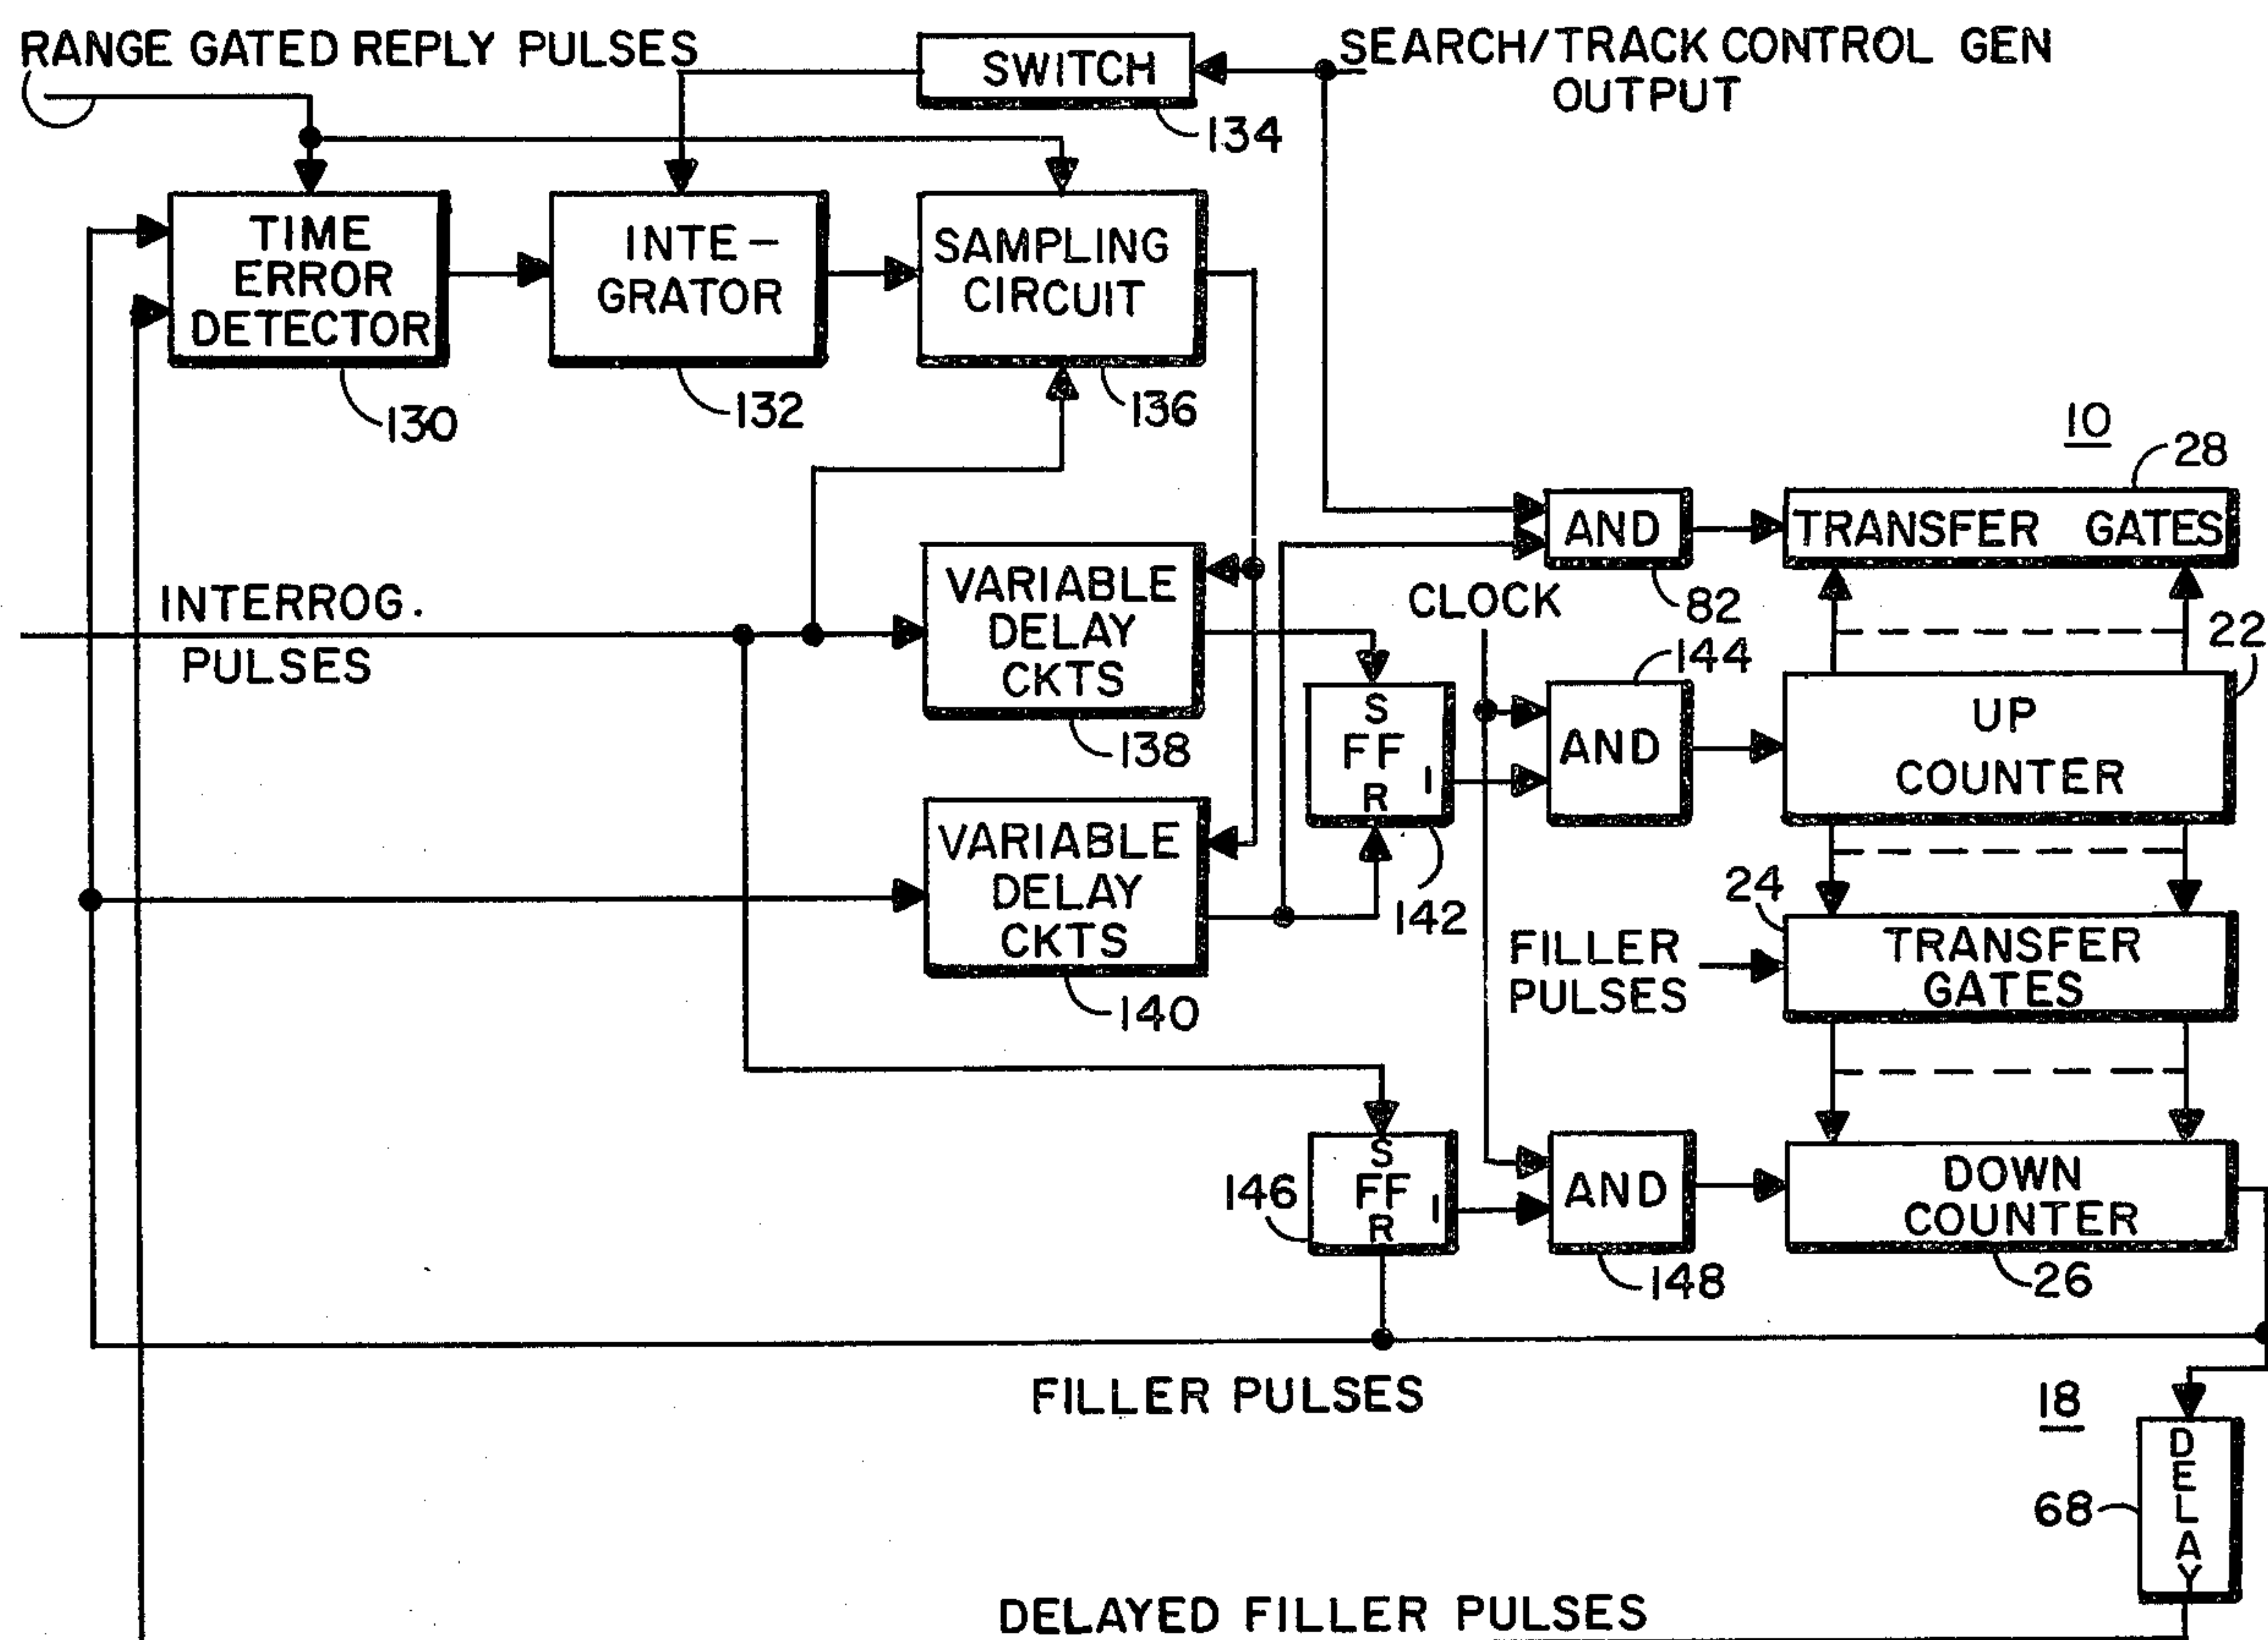 RANGE GATED REPLY PULSES
SWITCH
SEARCH/TRACK CONTROL GEN
OUTPUT
134
TIME
ERROR
DETECTOR
130
INTE-
GRATOR
132
SAMPLING
CIRCUIT
136
10
28
AND
82
TRANSFER GATES
INTERROG.
PULSES
VARIABLE
DELAY
CKTS
138
CLOCK
S
FF
R
1
142
144
AND
22
UP
COUNTER
VARIABLE
DELAY
CKTS
140
24
FILLER
PULSES
TRANSFER
GATES
146
S
FF
R
1
AND
148
DOWN
COUNTER
26
FILLER PULSES
18
68
DELAY
DELAYED FILLER PULSES